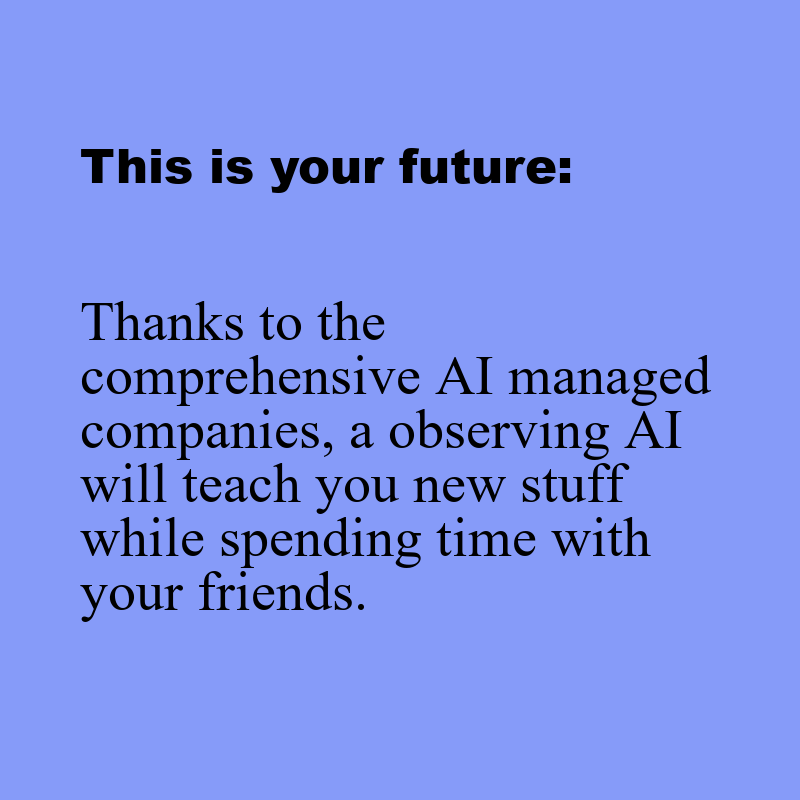 This is your future:
Thanks to the
comprehensive AI managed
companies, a observing AI
will teach you new stuff
while spending time with
your friends.